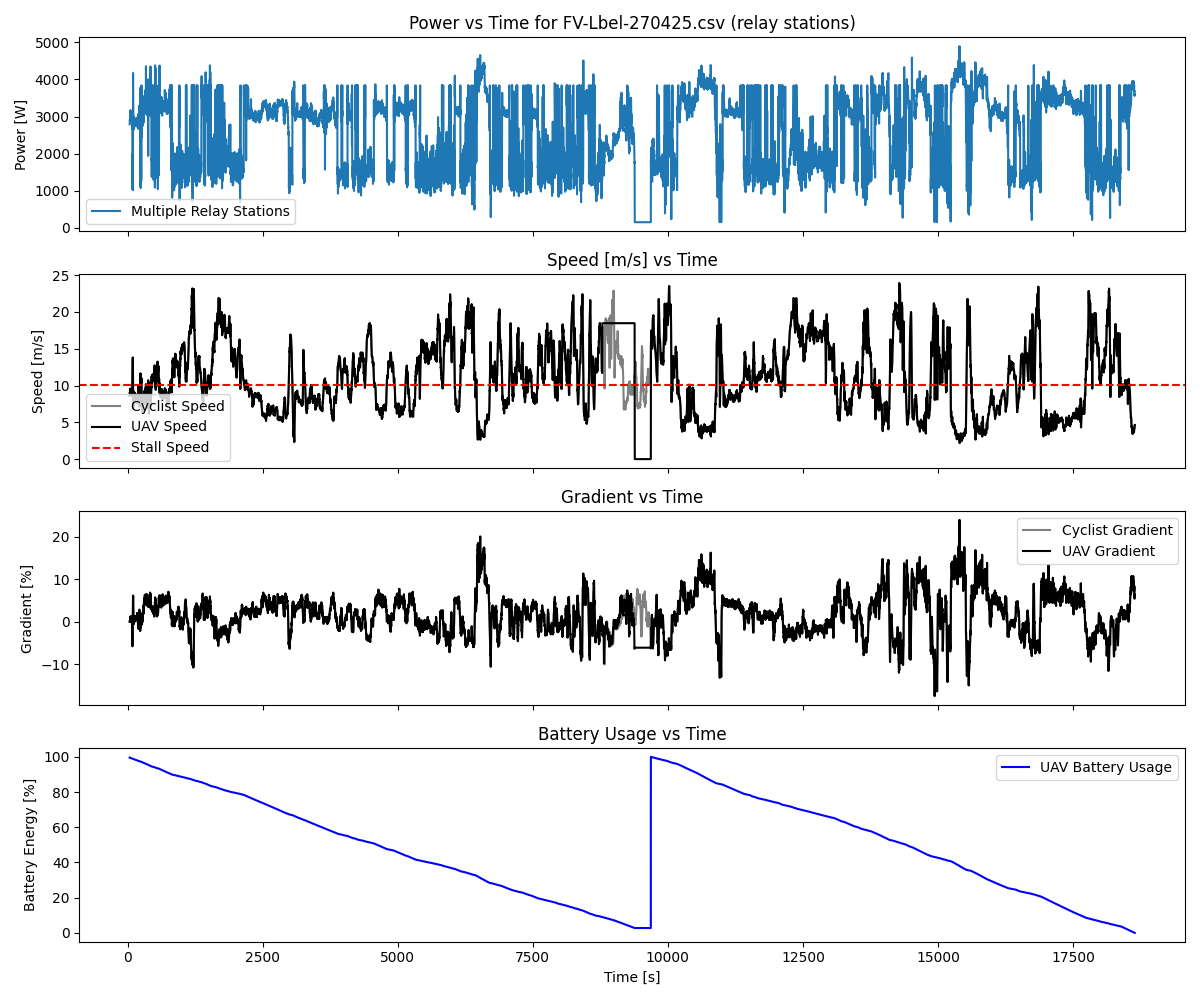 Power vs Time for FV-Lbel-270425.csv (relay stations)
5000
4000
3000
2000
1000
0
Power [W]
Multiple Relay Stations
Speed [m/s] vs Time
25
20
15
10
5
0
Speed [m/s]
Cyclist Speed
UAV Speed
Stall Speed
Gradient vs Time
20
10
0
−10
Gradient [%]
Cyclist Gradient
UAV Gradient
Battery Usage vs Time
100
80
60
40
20
0
Battery Energy [%]
UAV Battery Usage
0 2500 5000 7500 10000 12500 15000 17500
Time [s]